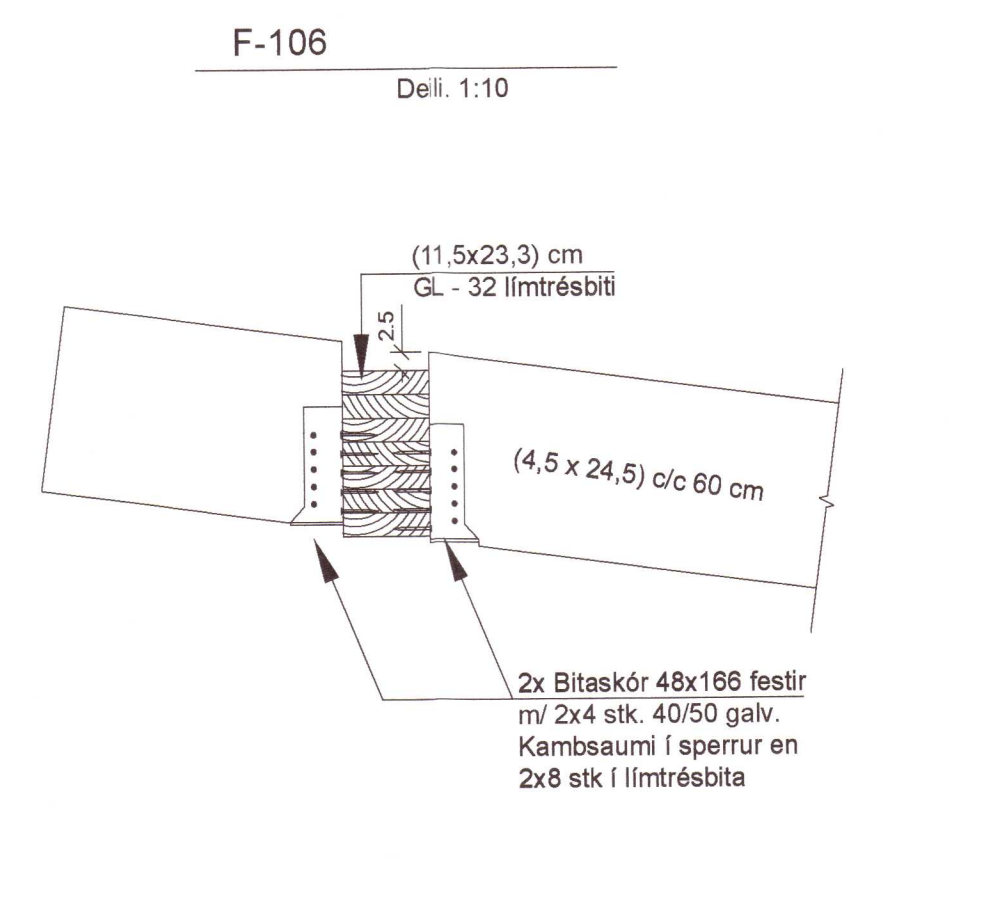 F-106
Deili. 1:10
(11,5x23,3) cm
GL - 32 límtrésbiti
2.5
(4,5 x 24,5) c/c 60 cm
2x Bitaskór 48x166 festir
m/ 2x4 stk. 40/50 galv.
Kambsaumi í sperrur en
2x8 stk í límtrésbita